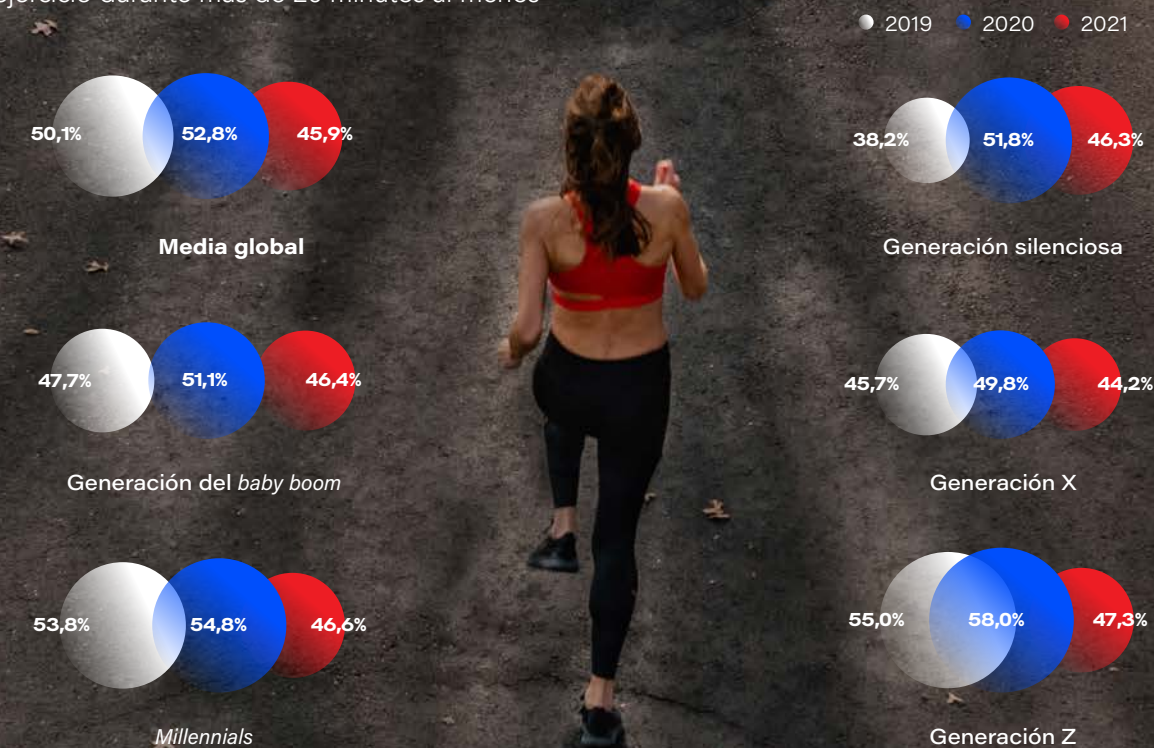 2019 2020 2021
50,1% 52,8% 45,9%
Media global
38,2% 51,8% 46,3%
Generación silenciosa
47,7% 51,1% 46,4%
Generación del baby boom
45,7% 49,8% 44,2%
Generación X
53,8% 54,8% 46,6%
Millennials
55,0% 58,0% 47,3%
Generación Z